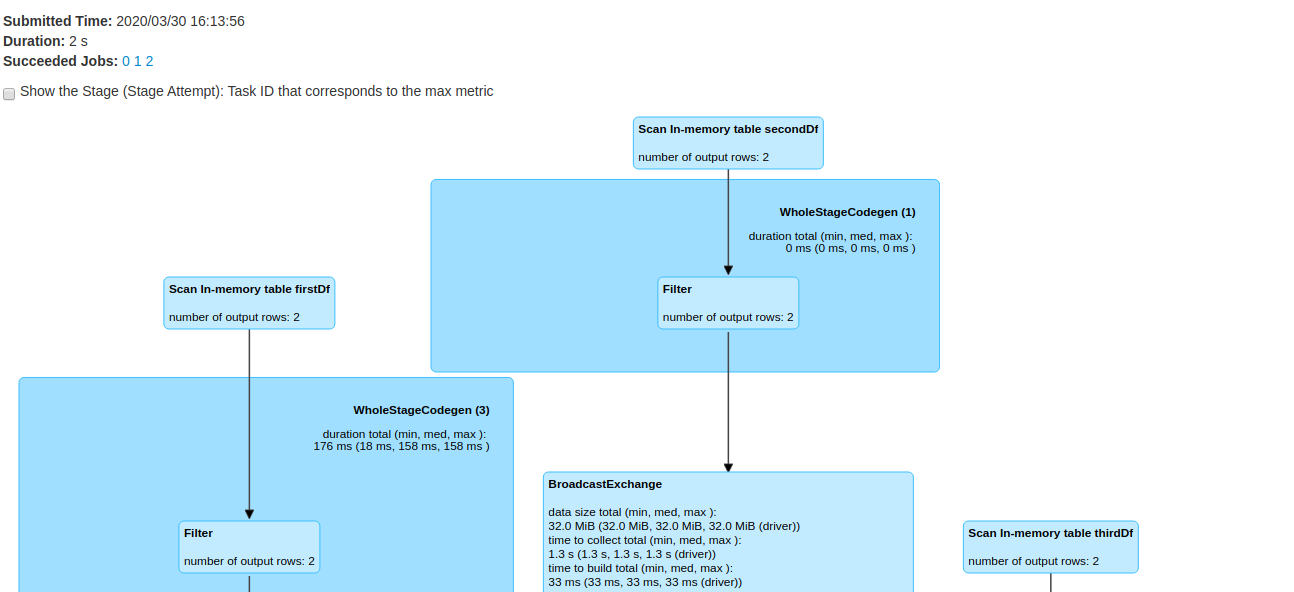 Submitted Time: 2020/03/30 16:13:56
Duration: 2 s
Succeeded Jobs: 0 1 2
Show the Stage (Stage Attempt): Task ID that corresponds to the max metric
Scan In-memory table secondDf
number of output rows: 2
WholeStageCodegen (1)
duration total (min, med, max ):
0 ms (0 ms, 0 ms, 0 ms )
Filter
number of output rows: 2
Scan In-memory table firstDf
number of output rows: 2
WholeStageCodegen (3)
duration total (min, med, max ):
176 ms (18 ms, 158 ms, 158 ms )
Filter
number of output rows: 2
BroadcastExchange
data size total (min, med, max ):
32.0 MiB (32.0 MiB, 32.0 MiB, 32.0 MiB (driver))
time to collect total (min, med, max ):
1.3 s (1.3 s, 1.3 s, 1.3 s (driver))
time to build total (min, med, max ):
33 ms (33 ms, 33 ms, 33 ms (driver))
Scan In-memory table thirdDf
number of output rows: 2